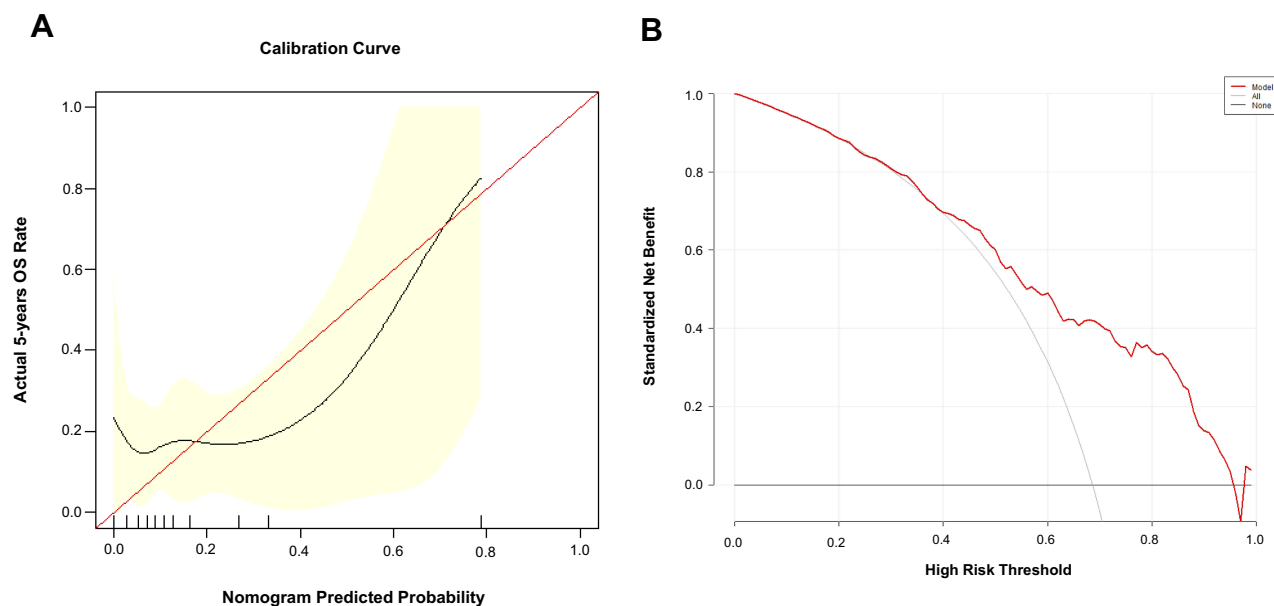 A
Calibration Curve
1.0
0.8
0.6
0.4
0.2
0.0
Actual 5-years OS Rate
0.0 0.2 0.4 0.6 0.8 1.0
Nomogram Predicted Probability
B
Model
All
None
1.0
0.8
0.6
0.4
0.2
0.0
Standardized Net Benefit
0.0 0.2 0.4 0.6 0.8 1.0
High Risk Threshold